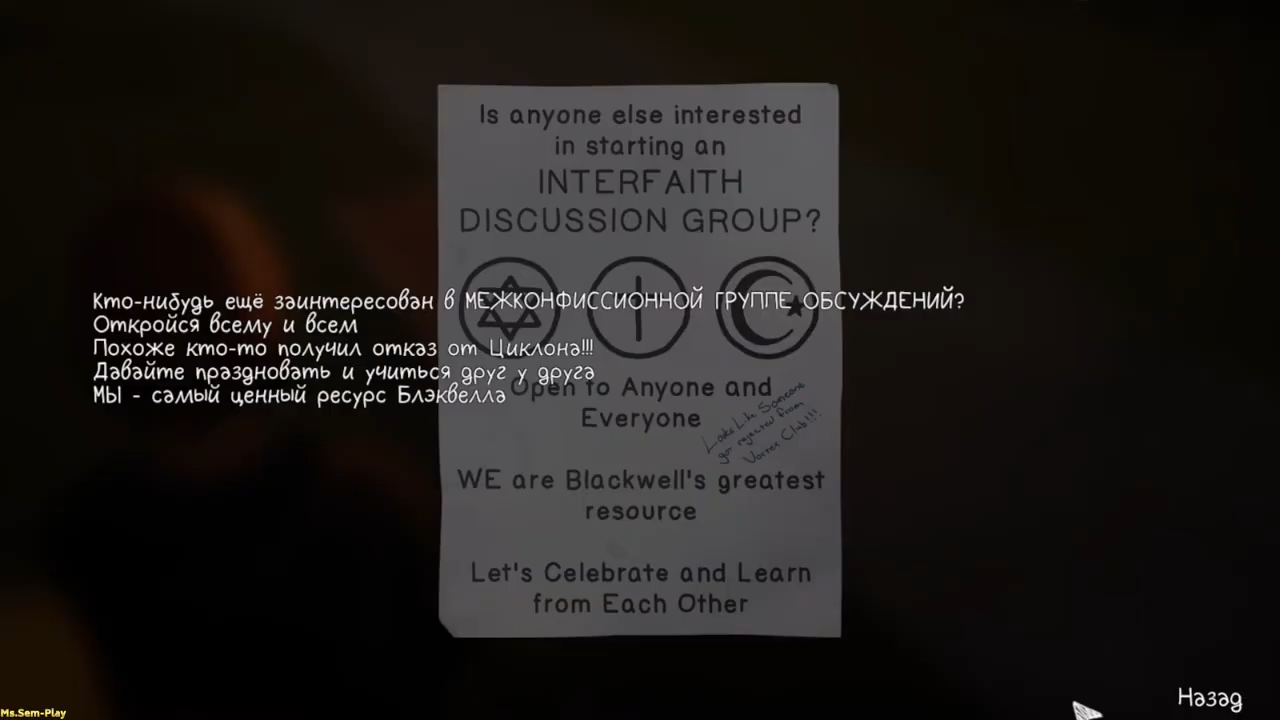 Is anyone else interested
in starting an
INTERFAITH
DISCUSSION GROUP?
Кто-нибудь ещё заинтересован в МЕЖКОНФИССИОННОЙ ГРУППЕ ОБСУЖДЕНИЙ?
Откройся всему и всем
Похоже кто-то получил отказ от Циклона!!!
Давайте праздновать и учиться друг у друга
МЫ - самый ценный ресурс Блэквелла
Open to Anyone and
Everyone
Looks Like Someone
got rejected from
Vortex Club!!!
WE are Blackwell's greatest
resource
Let's Celebrate and Learn
from Each Other
Назад
Ms.Sem-Play